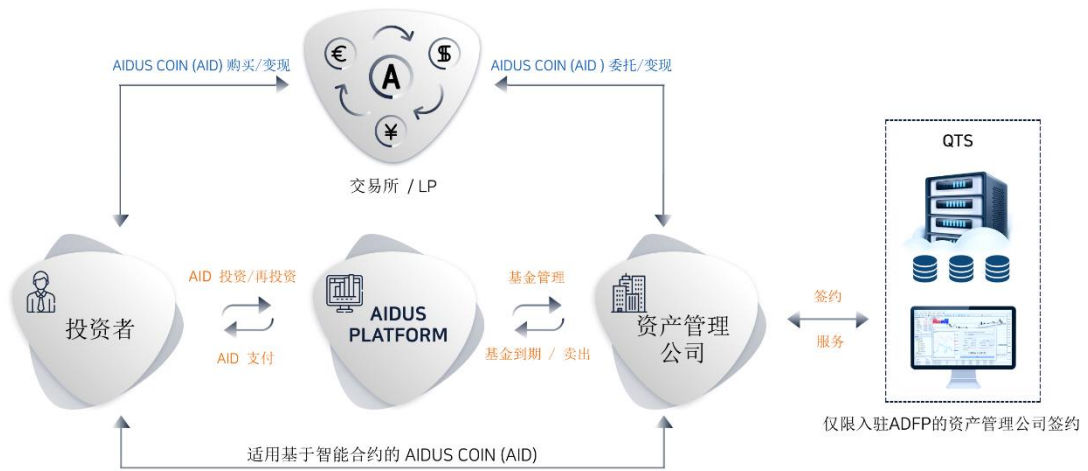 AIDUS COIN (AID) 购买/变现
€
$
A
¥
AIDUS COIN (AID ) 委托/变现
交易所 / LP
QTS
投资者
AID 投资/再投资
AID 支付
AIDUS
PLATFORM
基金管理
基金到期 / 卖出
资产管理
公司
签约
服务
仅限入驻ADFP的资产管理公司签约
适用基于智能合约的 AIDUS COIN (AID)